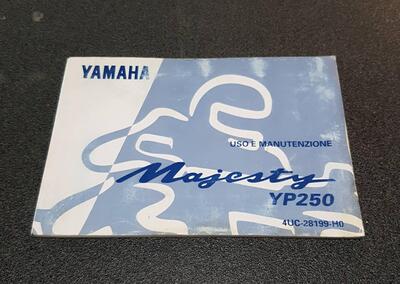 YAMAHA
USO E MANUTENZIONE
Majesty
YP250
4UC-28199-H0